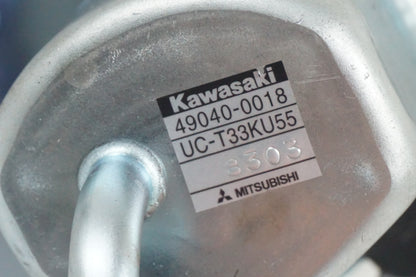 Kawasaki
49040-0018
UC-T33KU55
3303
MITSUBISHI